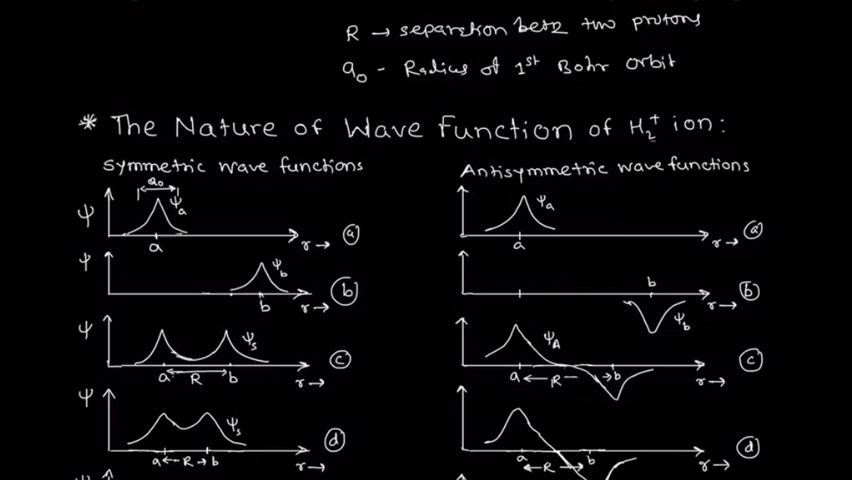 R → separation betn two protons
a₀ - Radius of 1st Bohr orbit
* The Nature of Wave Function of H₂⁺ ion:
Symmetric wave functions
Antisymmetric wave functions
a₀
ψ ψa a r → (a)
ψa a r → (a)
ψ ψb b r → (b)
b ψb r → (b)
ψ ψs a R b r → (c)
ψA a ← R → b r → (c)
ψ ψs a ← R → b r → (d)
a ← R → b r → (d)